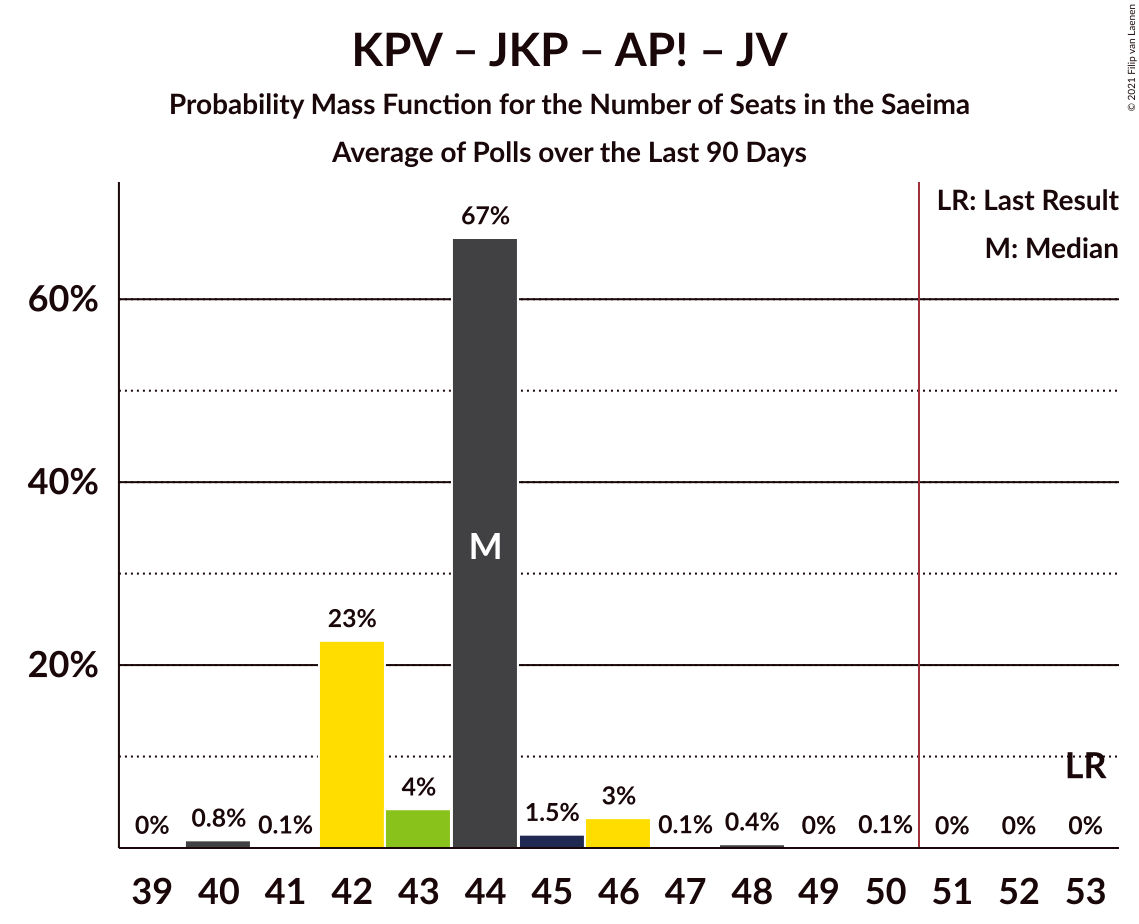 KPV – JKP – AP! – JV
Probability Mass Function for the Number of Seats in the Saeima
Average of Polls over the Last 90 Days
© 2021 Filip van Laenen
LR: Last Result
M: Median
67%
60%
40%
M
23%
20%
LR
4%
3%
1.5%
0%
0.8%
0.1%
0.1%
0.4%
0%
0.1%
0%
0%
0%
39 40 41 42 43 44 45 46 47 48 49 50 51 52 53